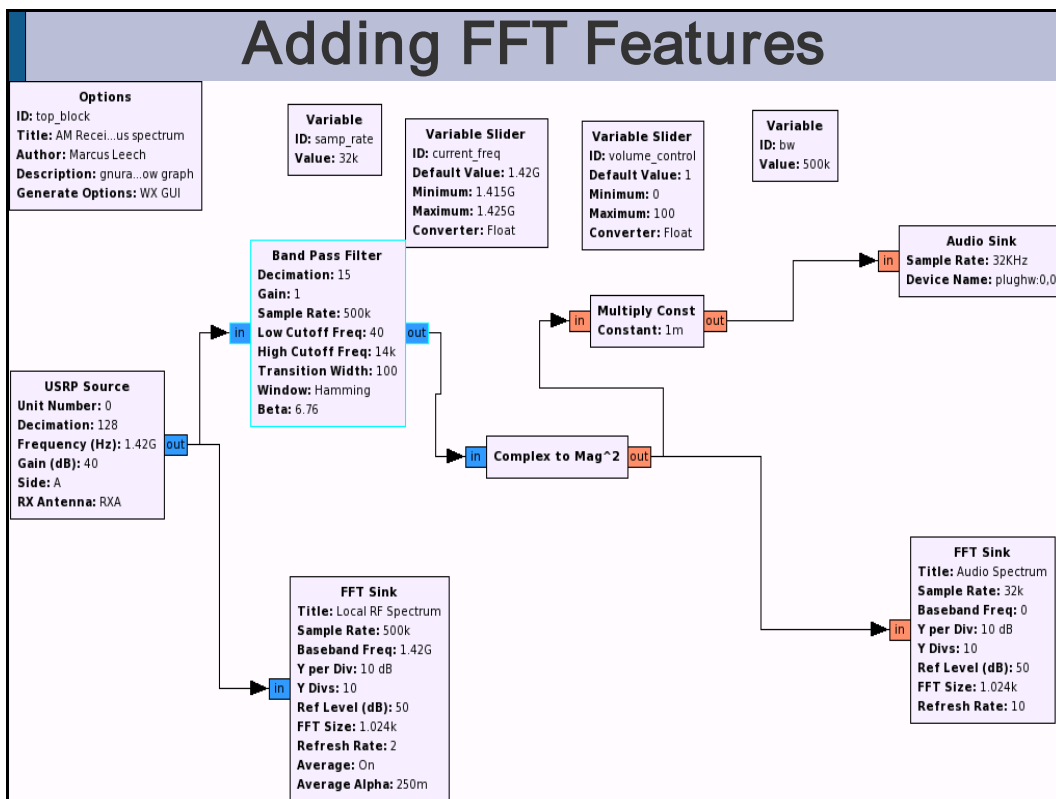 Adding FFT Features
Options
ID: top_block
Title: AM Recei...us spectrum
Author: Marcus Leech
Description: gnura...ow graph
Generate Options: WX GUI
Variable
ID: samp_rate
Value: 32k
Variable Slider
ID: current_freq
Default Value: 1.42G
Minimum: 1.415G
Maximum: 1.425G
Converter: Float
Variable Slider
ID: volume_control
Default Value: 1
Minimum: 0
Maximum: 100
Converter: Float
Variable
ID: bw
Value: 500k
Band Pass Filter
Decimation: 15
Gain: 1
Sample Rate: 500k
Low Cutoff Freq: 40
High Cutoff Freq: 14k
Transition Width: 100
Window: Hamming
Beta: 6.76
in
out
Audio Sink
Sample Rate: 32KHz
Device Name: plughw:0,0
in
Multiply Const
Constant: 1m
in
out
USRP Source
Unit Number: 0
Decimation: 128
Frequency (Hz): 1.42G
Gain (dB): 40
Side: A
RX Antenna: RXA
out
in
Complex to Mag^2
out
FFT Sink
Title: Local RF Spectrum
Sample Rate: 500k
Baseband Freq: 1.42G
Y per Div: 10 dB
Y Divs: 10
Ref Level (dB): 50
FFT Size: 1.024k
Refresh Rate: 2
Average: On
Average Alpha: 250m
in
FFT Sink
Title: Audio Spectrum
Sample Rate: 32k
Baseband Freq: 0
Y per Div: 10 dB
Y Divs: 10
Ref Level (dB): 50
FFT Size: 1.024k
Refresh Rate: 10
in